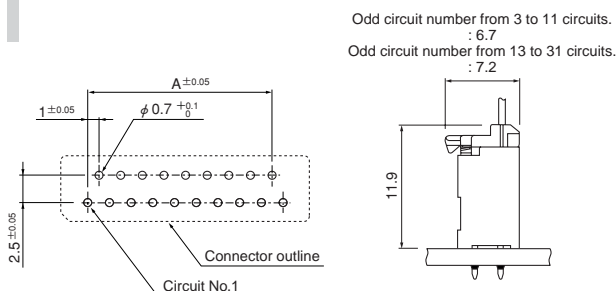 Odd circuit number from 3 to 11 circuits.
: 6.7
Odd circuit number from 13 to 31 circuits.
: 7.2
A±0.05
1±0.05
φ 0.7 +0.1 0
11.9
2.5±0.05
Connector outline
Circuit No.1